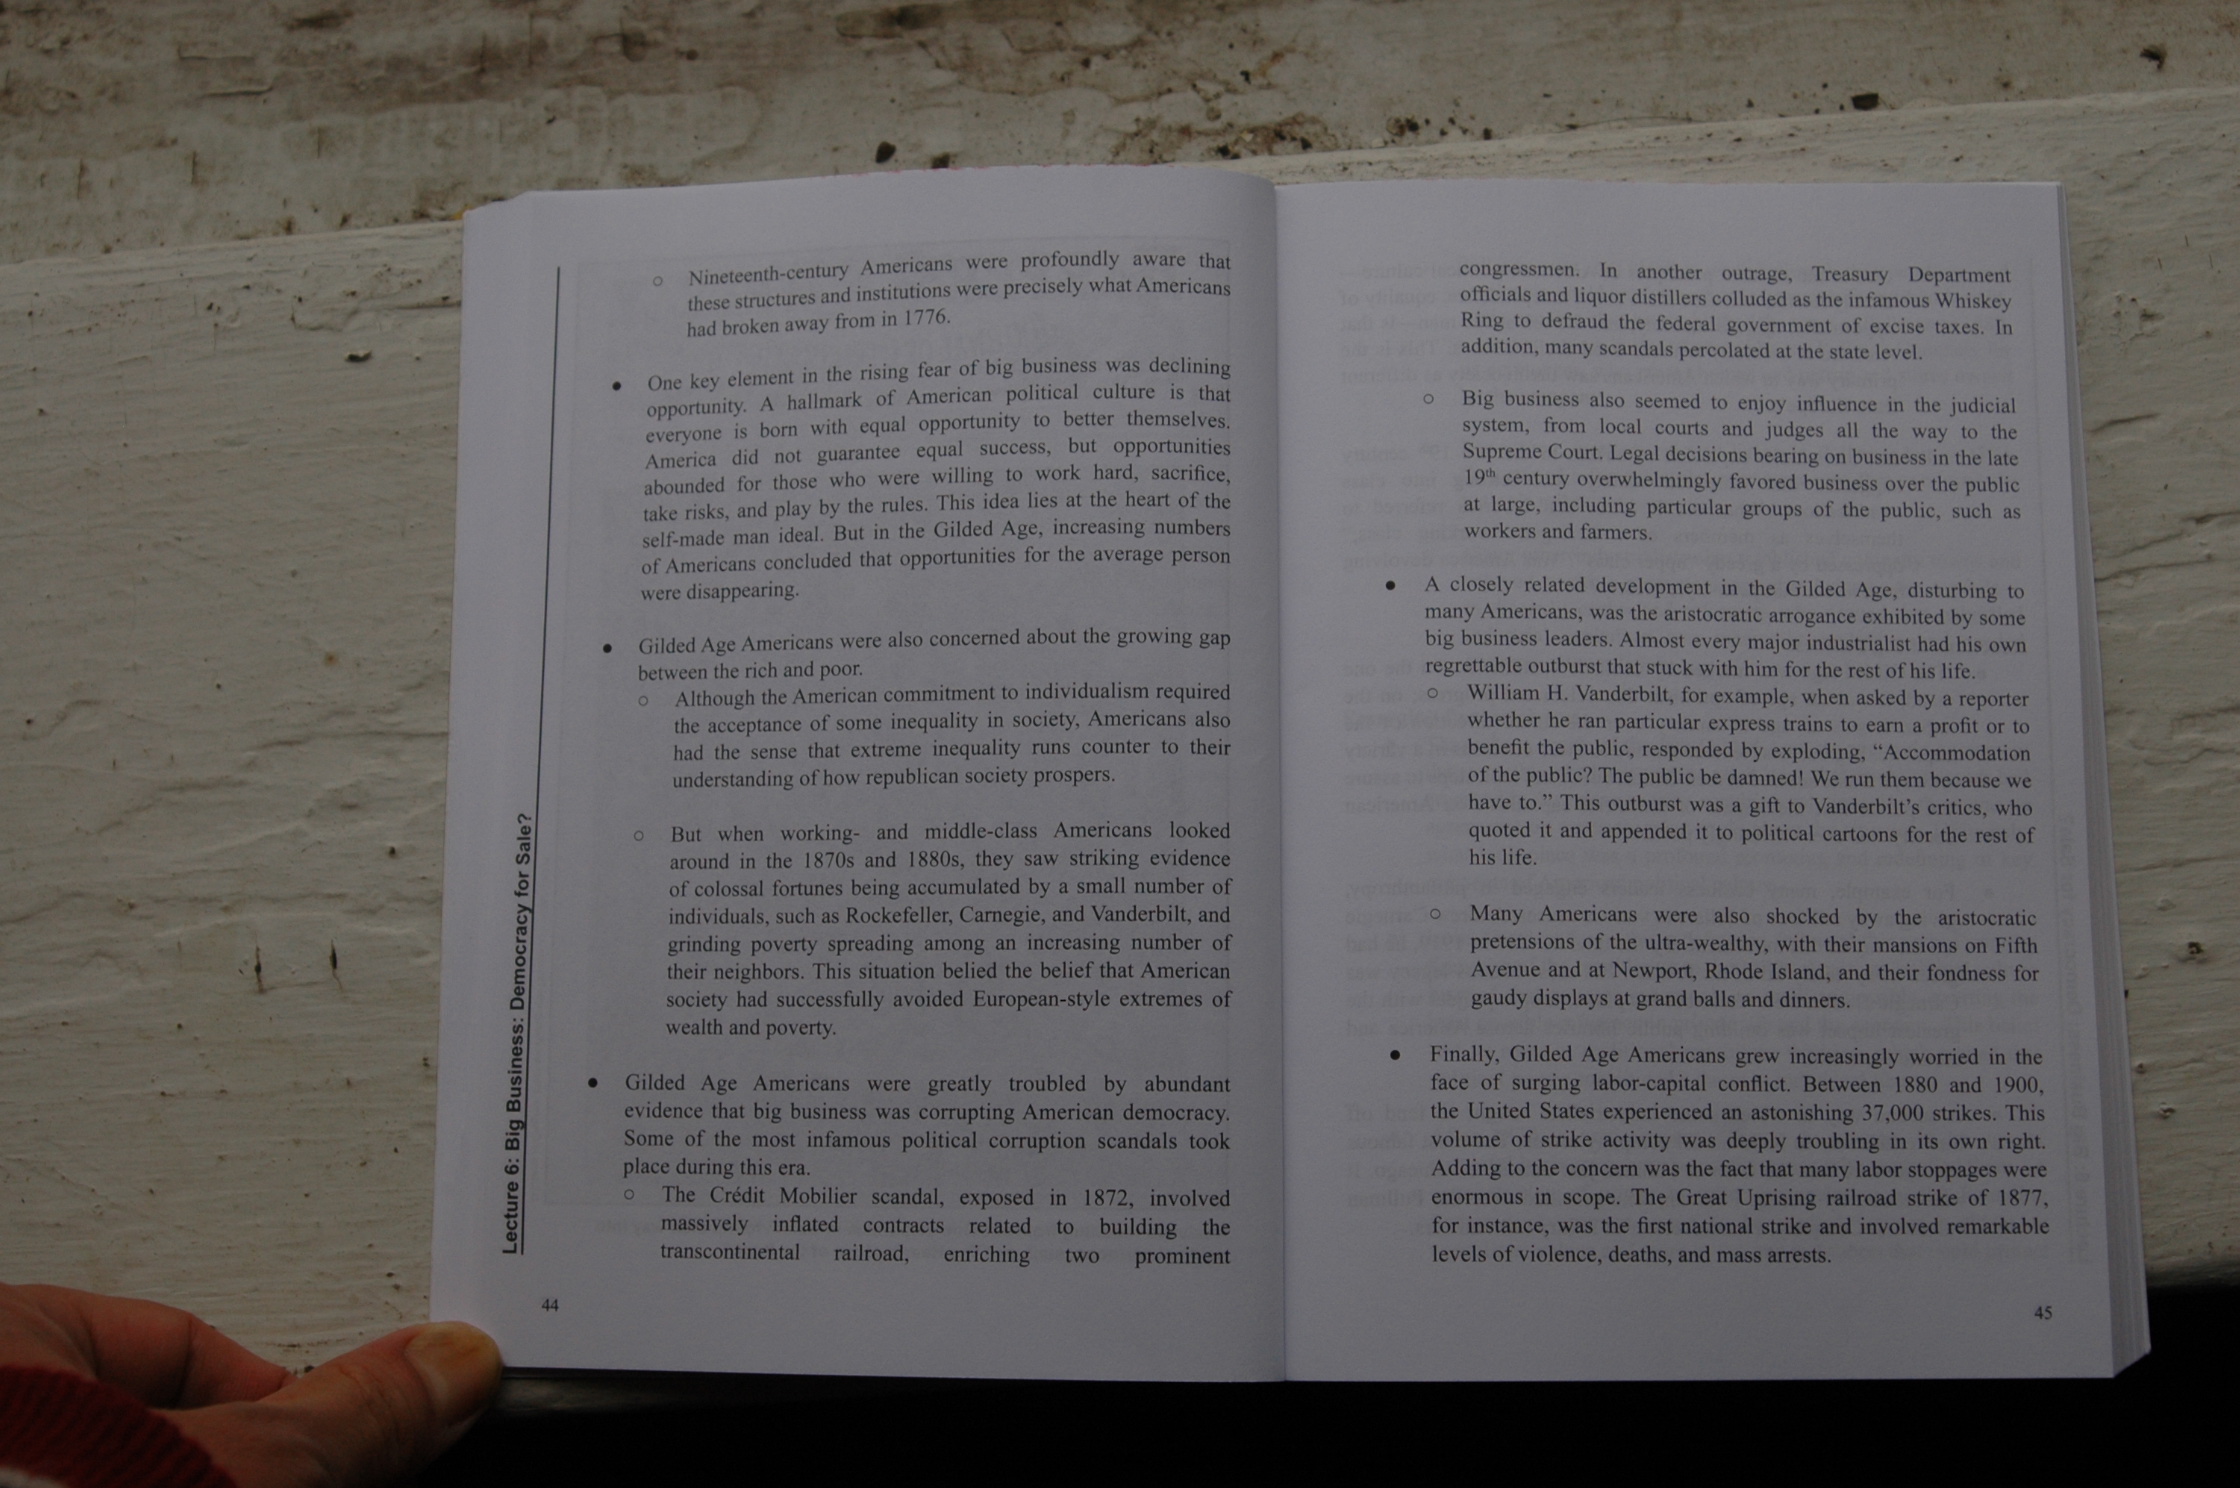 Lecture 6: Big Business: Democracy for Sale?
○ Nineteenth-century Americans were profoundly aware that
these structures and institutions were precisely what Americans
had broken away from in 1776.
● One key element in the rising fear of big business was declining
opportunity. A hallmark of American political culture is that
everyone is born with equal opportunity to better themselves.
America did not guarantee equal success, but opportunities
abounded for those who were willing to work hard, sacrifice,
take risks, and play by the rules. This idea lies at the heart of the
self-made man ideal. But in the Gilded Age, increasing numbers
of Americans concluded that opportunities for the average person
were disappearing.
● Gilded Age Americans were also concerned about the growing gap
between the rich and poor.
○ Although the American commitment to individualism required
the acceptance of some inequality in society, Americans also
had the sense that extreme inequality runs counter to their
understanding of how republican society prospers.
○ But when working- and middle-class Americans looked
around in the 1870s and 1880s, they saw striking evidence
of colossal fortunes being accumulated by a small number of
individuals, such as Rockefeller, Carnegie, and Vanderbilt, and
grinding poverty spreading among an increasing number of
their neighbors. This situation belied the belief that American
society had successfully avoided European-style extremes of
wealth and poverty.
● Gilded Age Americans were greatly troubled by abundant
evidence that big business was corrupting American democracy.
Some of the most infamous political corruption scandals took
place during this era.
○ The Crédit Mobilier scandal, exposed in 1872, involved
massively inflated contracts related to building the
transcontinental railroad, enriching two prominent
44
congressmen. In another outrage, Treasury Department
officials and liquor distillers colluded as the infamous Whiskey
Ring to defraud the federal government of excise taxes. In
addition, many scandals percolated at the state level.
○ Big business also seemed to enjoy influence in the judicial
system, from local courts and judges all the way to the
Supreme Court. Legal decisions bearing on business in the late
19th century overwhelmingly favored business over the public
at large, including particular groups of the public, such as
workers and farmers.
● A closely related development in the Gilded Age, disturbing to
many Americans, was the aristocratic arrogance exhibited by some
big business leaders. Almost every major industrialist had his own
regrettable outburst that stuck with him for the rest of his life.
○ William H. Vanderbilt, for example, when asked by a reporter
whether he ran particular express trains to earn a profit or to
benefit the public, responded by exploding, “Accommodation
of the public? The public be damned! We run them because we
have to.” This outburst was a gift to Vanderbilt’s critics, who
quoted it and appended it to political cartoons for the rest of
his life.
○ Many Americans were also shocked by the aristocratic
pretensions of the ultra-wealthy, with their mansions on Fifth
Avenue and at Newport, Rhode Island, and their fondness for
gaudy displays at grand balls and dinners.
● Finally, Gilded Age Americans grew increasingly worried in the
face of surging labor-capital conflict. Between 1880 and 1900,
the United States experienced an astonishing 37,000 strikes. This
volume of strike activity was deeply troubling in its own right.
Adding to the concern was the fact that many labor stoppages were
enormous in scope. The Great Uprising railroad strike of 1877,
for instance, was the first national strike and involved remarkable
levels of violence, deaths, and mass arrests.
45